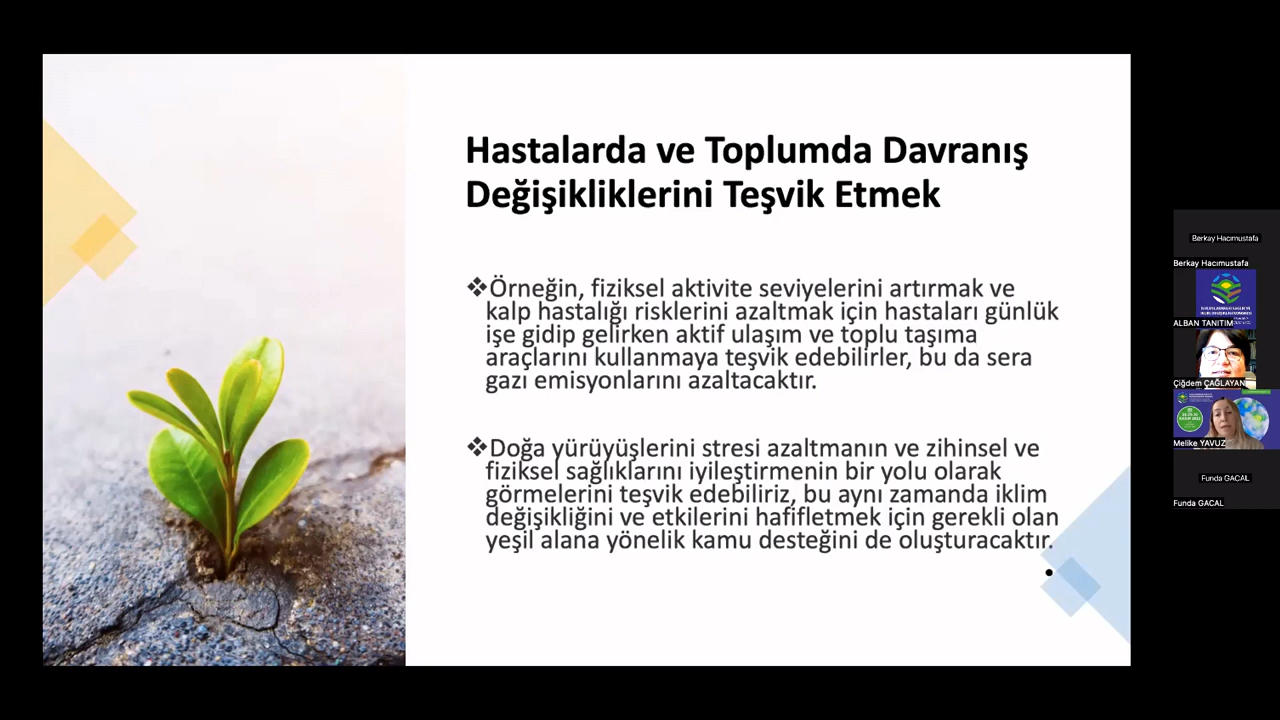 Hastalarda ve Toplumda Davranış
Değişikliklerini Teşvik Etmek
❖Örneğin, fiziksel aktivite seviyelerini artırmak ve
kalp hastalığı risklerini azaltmak için hastaları günlük
işe gidip gelirken aktif ulaşım ve toplu taşıma
araçlarını kullanmaya teşvik edebilirler, bu da sera
gazı emisyonlarını azaltacaktır.
❖Doğa yürüyüşlerini stresi azaltmanın ve zihinsel ve
fiziksel sağlıklarını iyileştirmenin bir yolu olarak
görmelerini teşvik edebiliriz, bu aynı zamanda iklim
değişikliğini ve etkilerini hafifletmek için gerekli olan
yeşil alana yönelik kamu desteğini de oluşturacaktır.
•
Berkay Hacımustafa
Berkay Hacımustafa
ALBAN TANITIM
Çiğdem ÇAĞLAYAN
Melike YAVUZ
Funda GACAL
Funda GACAL